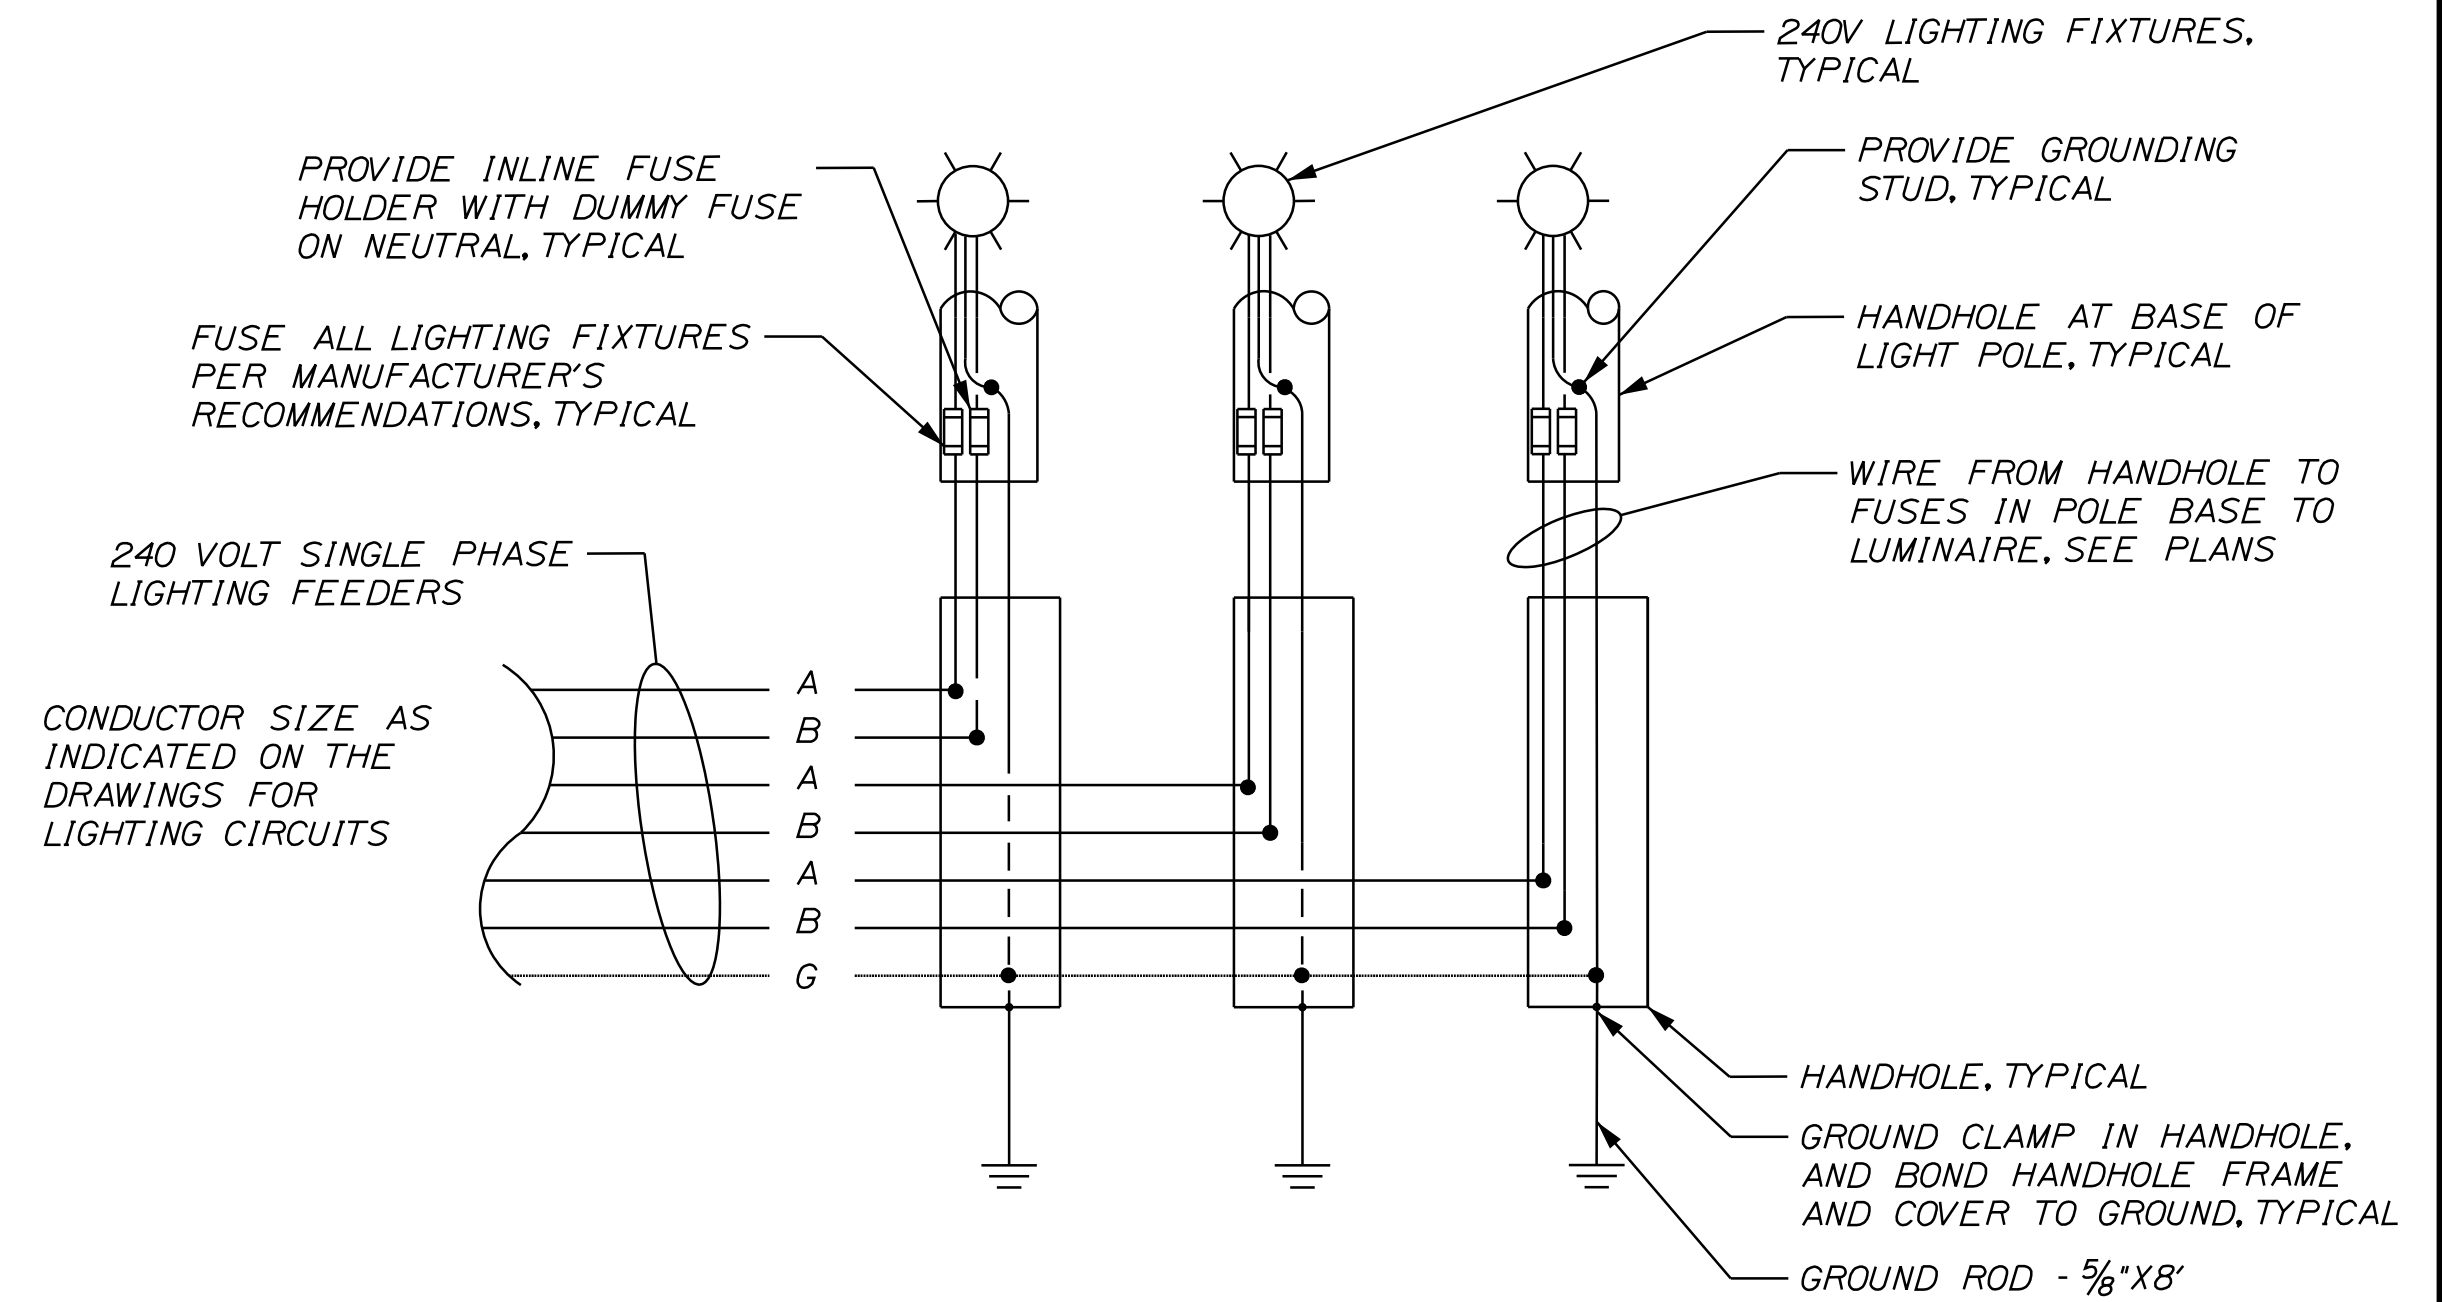 240V LIGHTING FIXTURES,
TYPICAL
PROVIDE INLINE FUSE
HOLDER WITH DUMMY FUSE
ON NEUTRAL, TYPICAL
PROVIDE GROUNDING
STUD, TYPICAL
FUSE ALL LIGHTING FIXTURES
PER MANUFACTURER'S
RECOMMENDATIONS, TYPICAL
HANDHOLE AT BASE OF
LIGHT POLE, TYPICAL
WIRE FROM HANDHOLE TO
FUSES IN POLE BASE TO
LUMINAIRE, SEE PLANS
240 VOLT SINGLE PHASE
LIGHTING FEEDERS
CONDUCTOR SIZE AS
INDICATED ON THE
DRAWINGS FOR
LIGHTING CIRCUITS
A
B
A
B
A
B
G
HANDHOLE, TYPICAL
GROUND CLAMP IN HANDHOLE,
AND BOND HANDHOLE FRAME
AND COVER TO GROUND, TYPICAL
GROUND ROD - 5/8"X8'